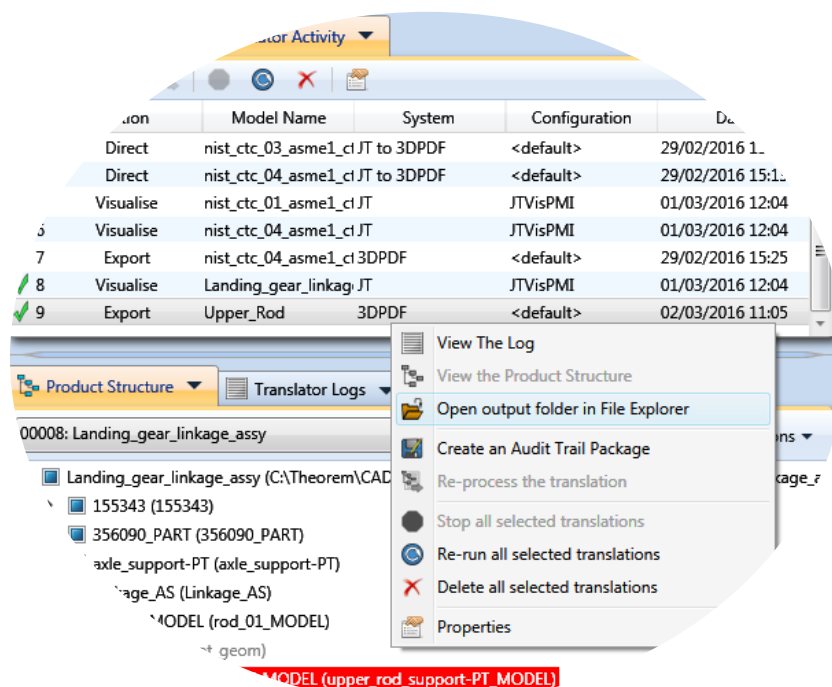 Activity
Model Name System Configuration
Direct nist_ctc_03_asme1_ct JT to 3DPDF <default> 29/02/2016
Direct nist_ctc_04_asme1_ct JT to 3DPDF <default> 29/02/2016
Visualise nist_ctc_01_asme1_ct JT JTVisPMI 01/03/2016 12:04
Visualise nist_ctc_04_asme1_ct JT JTVisPMI 01/03/2016 12:04
7 Export nist_ctc_04_asme1_ct 3DPDF <default> 29/02/2016 15:25
8 Visualise Landing_gear_linkage JT JTVisPMI 01/03/2016 12:04
9 Export Upper_Rod 3DPDF <default> 02/03/2016 11:05
View The Log
View the Product Structure
Open output folder in File Explorer
Create an Audit Trail Package
Re-process the translation
Stop all selected translations
Re-run all selected translations
Delete all selected translations
Properties
Product Structure Translator Logs
00008: Landing_gear_linkage_assy
Landing_gear_linkage_assy (C:\Theorem\CAD
155343 (155343)
356090_PART (356090_PART)
axle_support-PT (axle_support-PT)
(Linkage_AS)
(rod_01_MODEL)
MODEL (upper_rod_support-PT_MODEL)